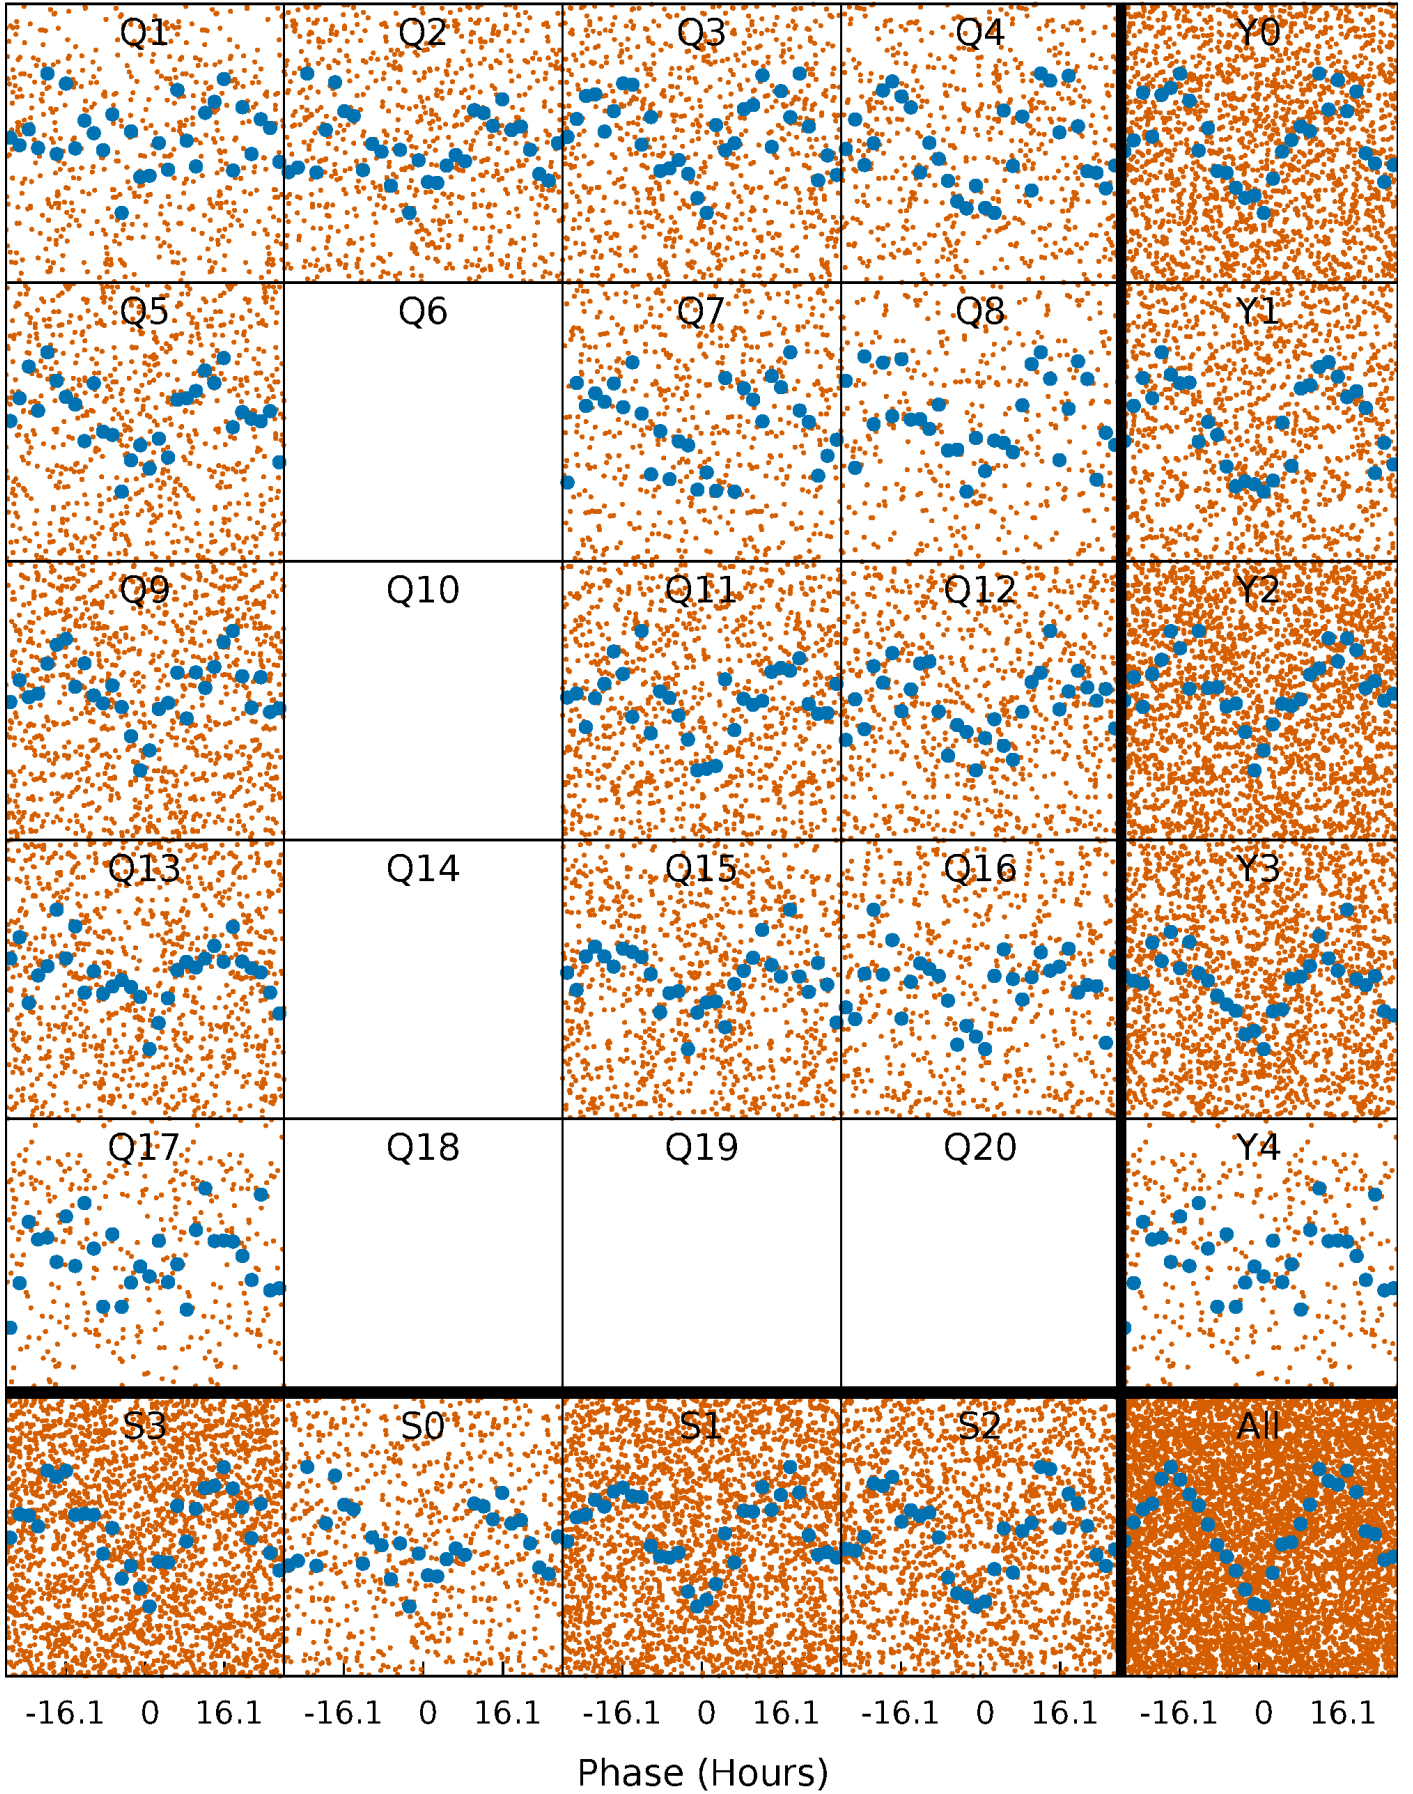 Q1 Q2 Q3 Q4 Y0
Q5 Q6 Q7 Q8 Y1
Q9 Q10 Q11 Q12 Y2
Q13 Q14 Q15 Q16 Y3
Q17 Q18 Q19 Q20 Y4
S3 S0 S1 S2 All
-16.1 0 16.1 -16.1 0 16.1 -16.1 0 16.1 -16.1 0 16.1 -16.1 0 16.1
Phase (Hours)